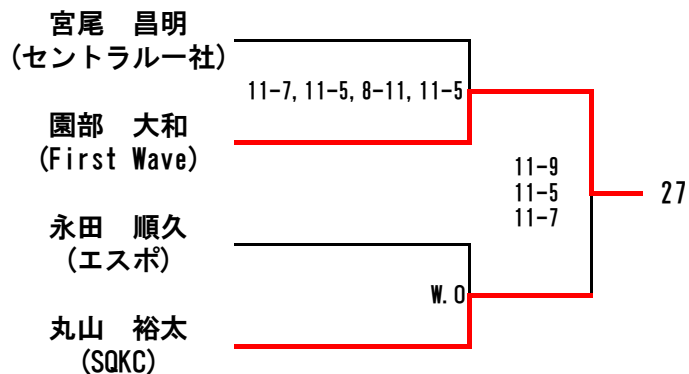 宮尾　昌明
(セントラル一社)
11-7, 11-5, 8-11, 11-5
園部　大和
(First Wave)
11-9
11-5
11-7
27
永田　順久
(エスポ)
W.O
丸山　裕太
(SQKC)